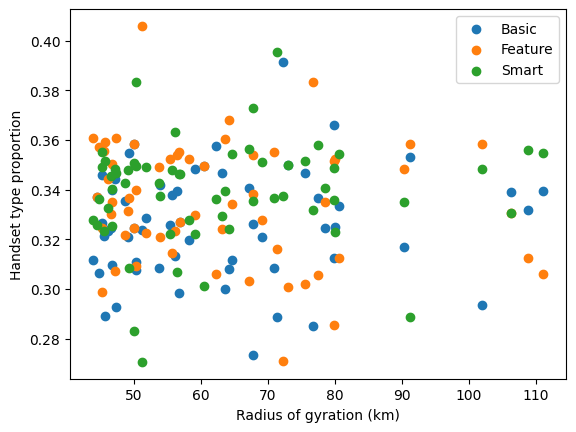 Basic
Feature
Smart
Handset type proportion
0.40
0.38
0.36
0.34
0.32
0.30
0.28
50 60 70 80 90 100 110
Radius of gyration (km)